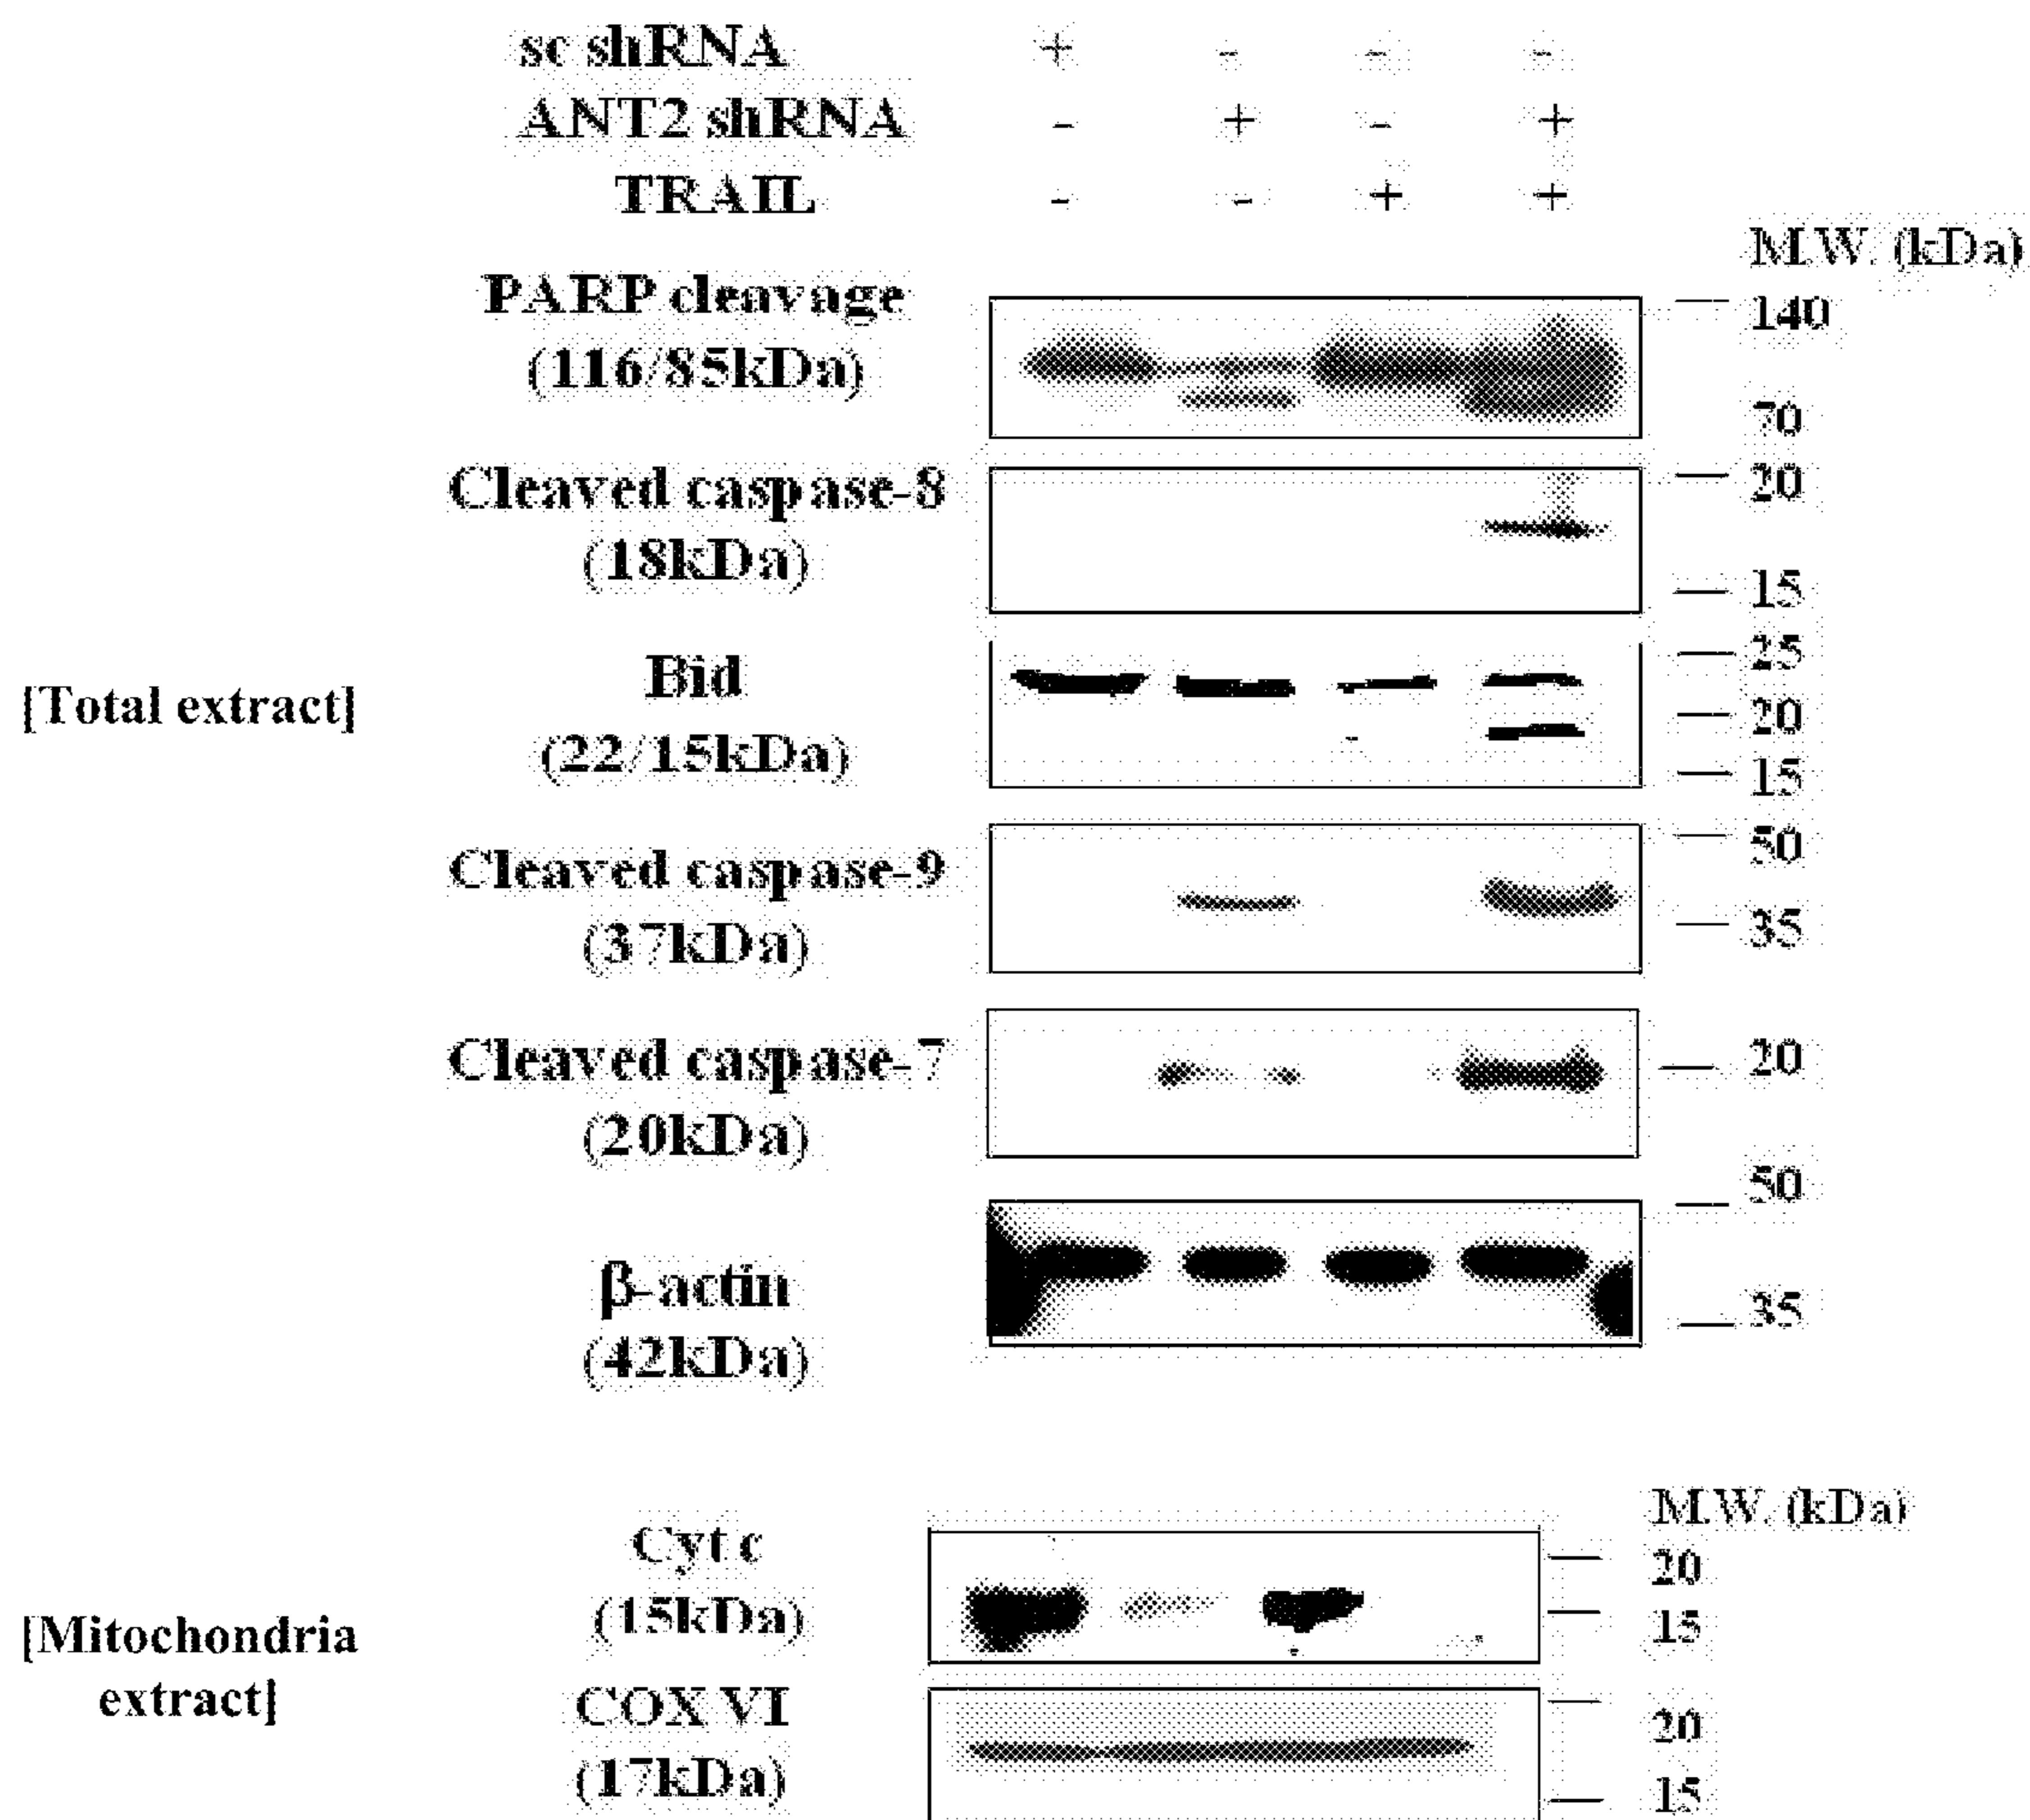 sc shRNA + - - -
ANT2 shRNA - + - +
TRAIL - - + +
M.W. (kDa)
PARP cleavage
(116/85kDa)
140
70
Cleaved caspase-8
(18kDa)
20
15
[Total extract]
Bid
(22/15kDa)
25
20
15
Cleaved caspase-9
(37kDa)
50
35
Cleaved caspase-7
(20kDa)
20
β-actin
(42kDa)
50
35
M.W. (kDa)
[Mitochondria
extract]
Cyt c
(15kDa)
20
15
COX VI
(17kDa)
20
15